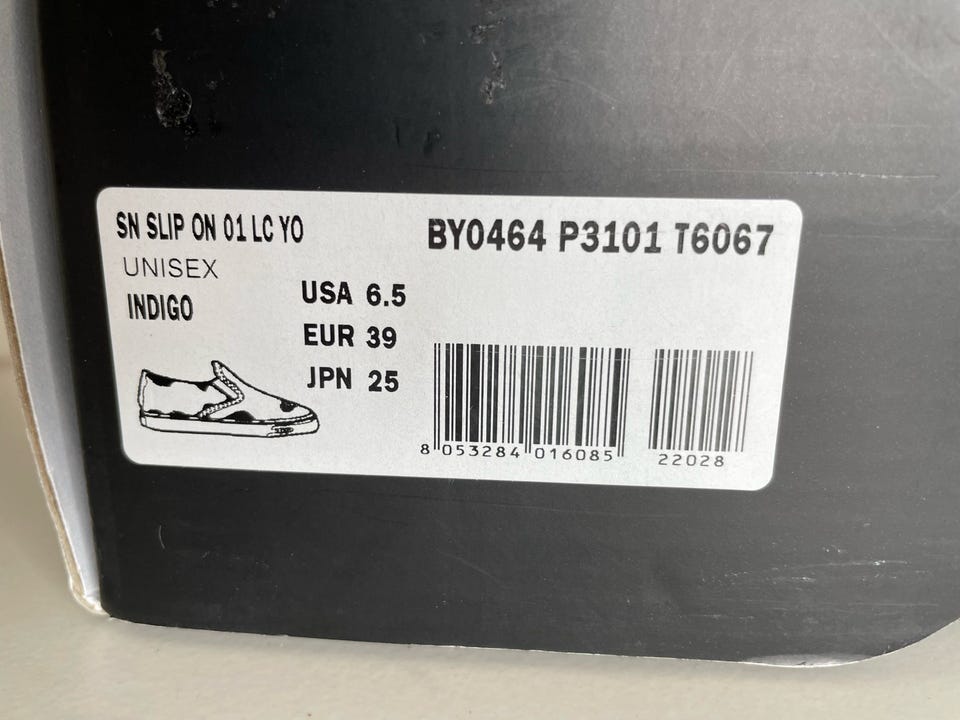 SN SLIP ON 01 LC YO
BY0464 P3101 T6067
UNISEX
INDIGO
USA 6.5
EUR 39
JPN 25
8 053284 016085
22028